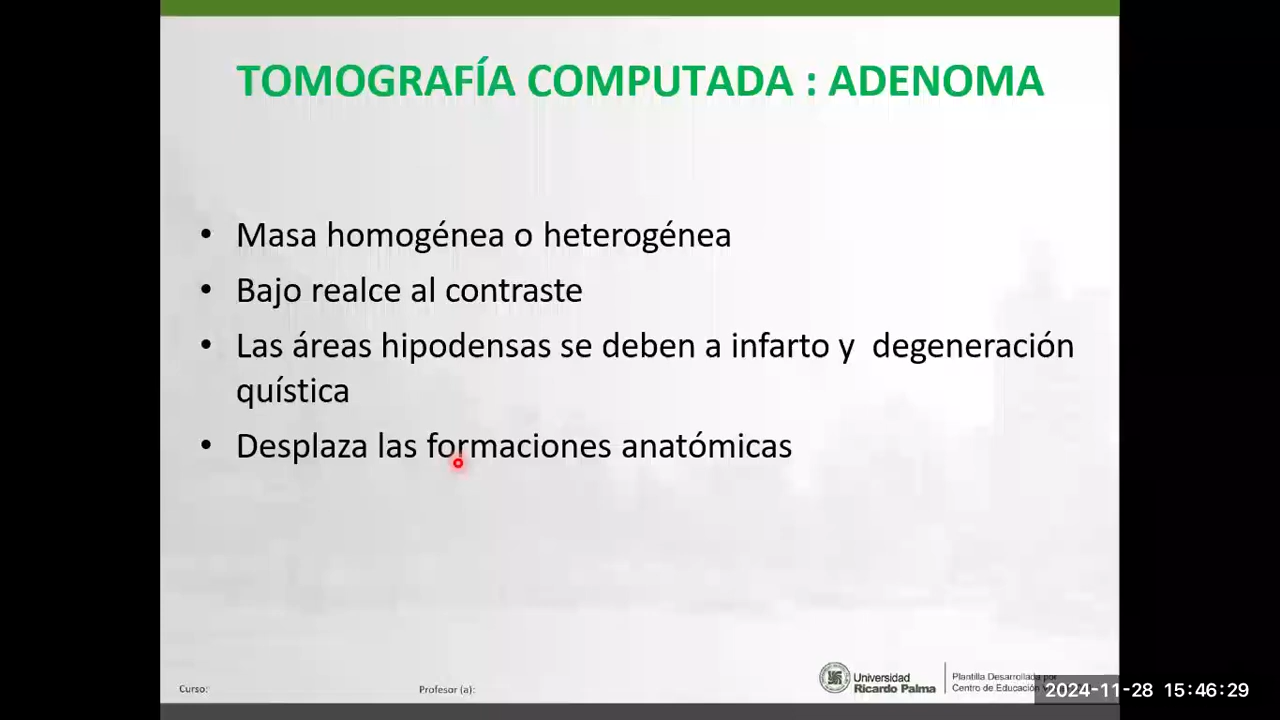 TOMOGRAFÍA COMPUTADA : ADENOMA
• Masa homogénea o heterogénea
• Bajo realce al contraste
• Las áreas hipodensas se deben a infarto y  degeneración
quística
• Desplaza las formaciones anatómicas
Curso:
Profesor (a):
Universidad
Ricardo Palma
Plantilla Desarrollada por
Centro de Educación
2024-11-28 15:46:29